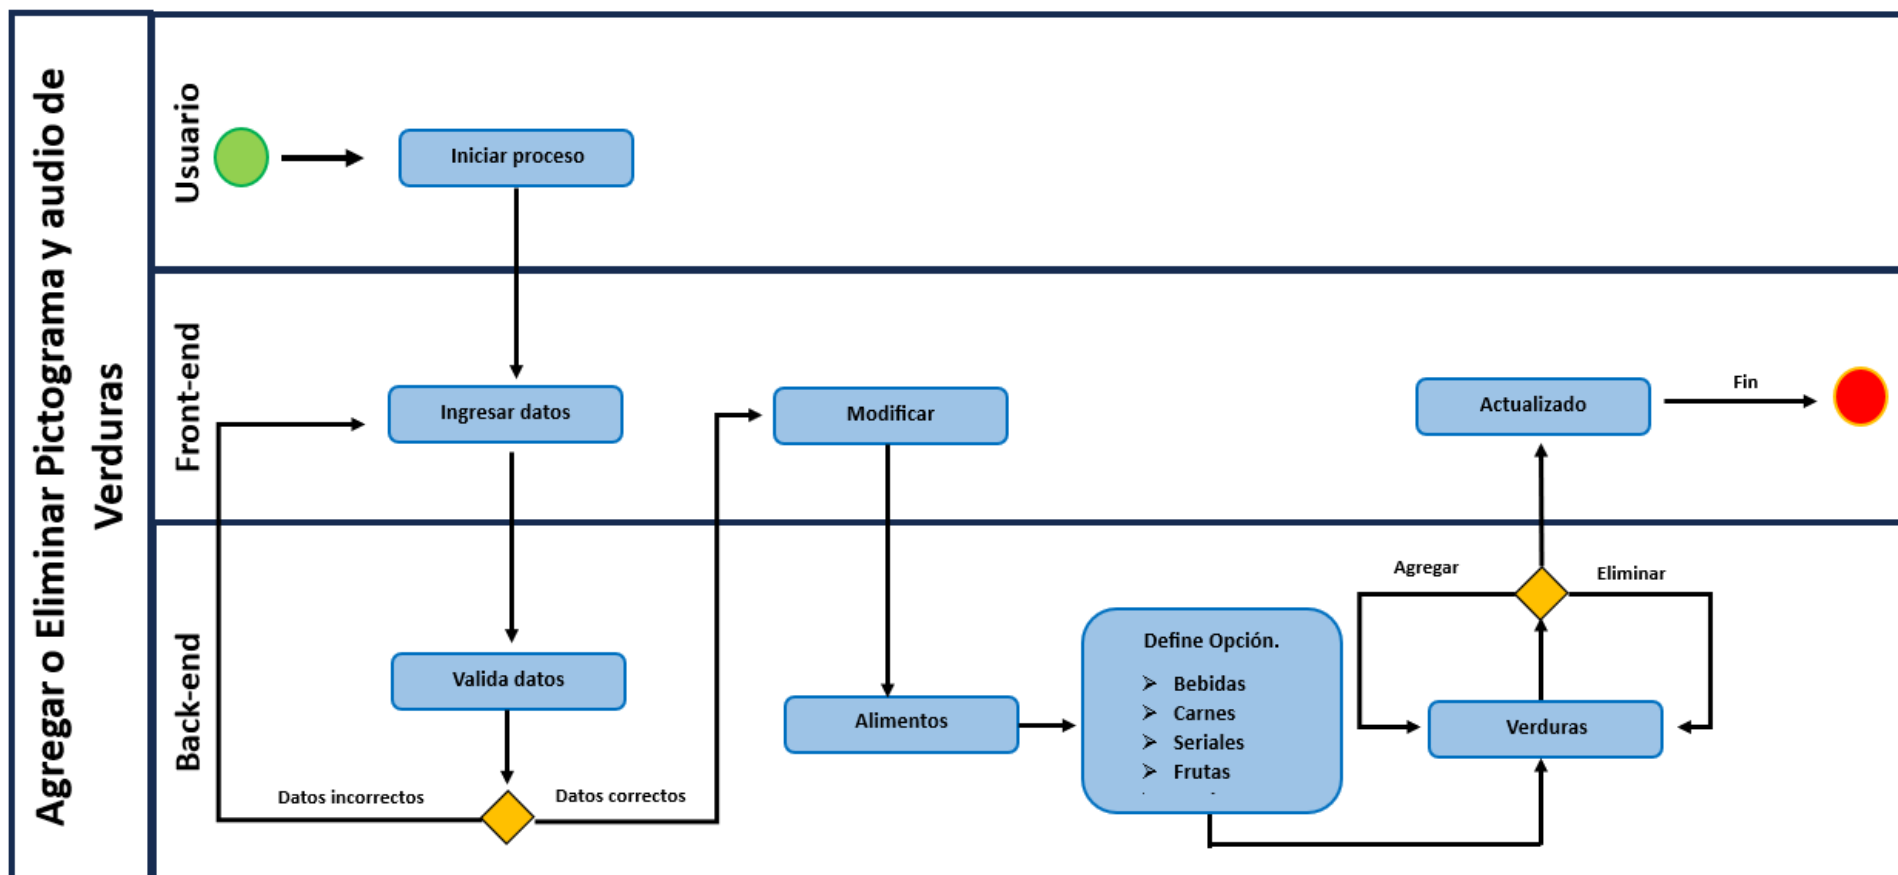 Agregar o Eliminar Pictograma y audio de
Verduras
Usuario
Iniciar proceso
Front-end
Ingresar datos
Modificar
Actualizado
Fin
Back-end
Valida datos
Datos incorrectos
Datos correctos
Alimentos
Define Opción.
➢ Bebidas
➢ Carnes
➢ Seriales
➢ Frutas
Agregar
Eliminar
Verduras